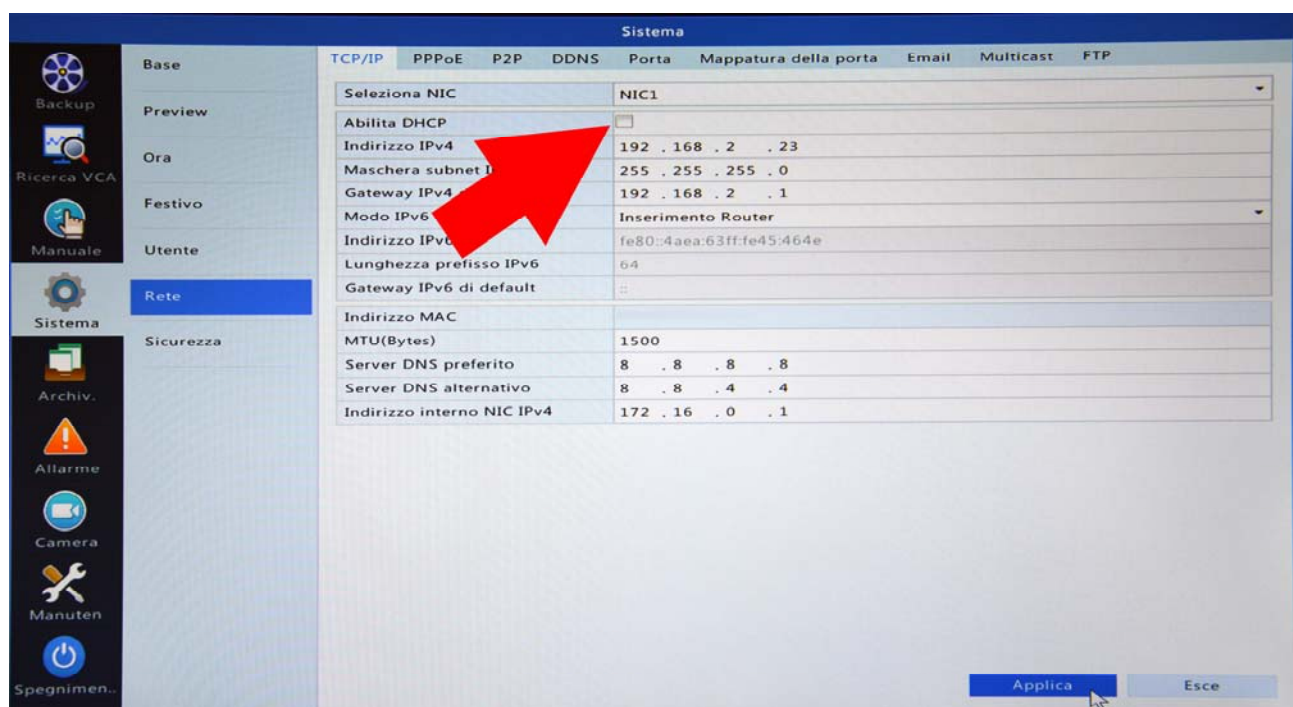 Sistema
Backup
Ricerca VCA
Manuale
Sistema
Archiv.
Allarme
Camera
Manuten
Spegnimen..
Base
Preview
Ora
Festivo
Utente
Rete
Sicurezza
TCP/IP PPPoE P2P DDNS Porta Mappatura della porta Email Multicast FTP
Seleziona NIC NIC1
Abilita DHCP
Indirizzo IPv4 192 . 168 . 2 . 23
Maschera subnet 255 . 255 . 255 . 0
Gateway IPv4 192 . 168 . 2 . 1
Modo IPv6 Inserimento Router
Indirizzo fe80::4aea:63ff:fe45:464e
Lunghezza prefisso IPv6 64
Gateway IPv6 di default ::
Indirizzo MAC
MTU(Bytes) 1500
Server DNS preferito 8 . 8 . 8 . 8
Server DNS alternativo 8 . 8 . 4 . 4
Indirizzo interno NIC IPv4 172 . 16 . 0 . 1
Applica Esce